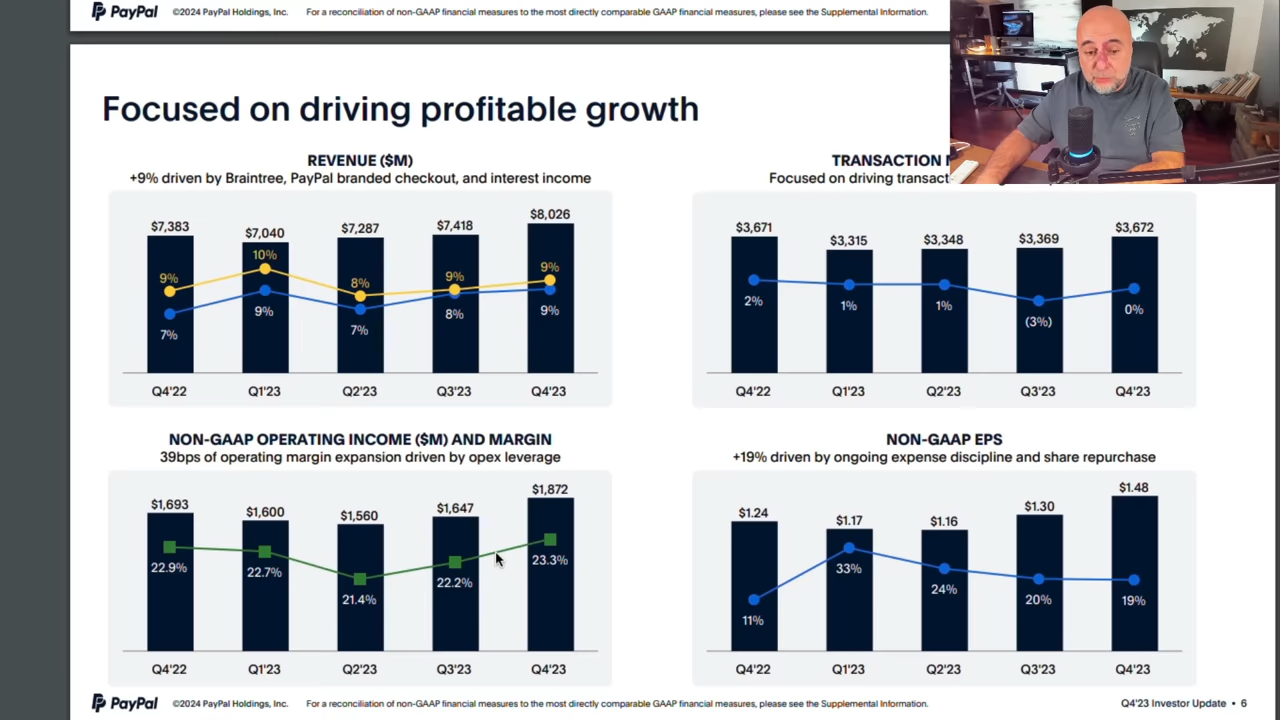 PayPal ©2024 PayPal Holdings, Inc. For a reconciliation of non-GAAP financial measures to the most directly comparable GAAP financial measures, please see the Supplemental Information.
Focused on driving profitable growth
REVENUE ($M)
+9% driven by Braintree, PayPal branded checkout, and interest income
$7,383 $7,040 $7,287 $7,418 $8,026
9% 10% 8% 9% 9%
7% 9% 7% 8% 9%
Q4'22 Q1'23 Q2'23 Q3'23 Q4'23
TRANSACTION
Focused on driving
$3,671 $3,315 $3,348 $3,369 $3,672
2% 1% 1% (3%) 0%
Q4'22 Q1'23 Q2'23 Q3'23 Q4'23
NON-GAAP OPERATING INCOME ($M) AND MARGIN
39bps of operating margin expansion driven by opex leverage
$1,693 $1,600 $1,560 $1,647 $1,872
22.9% 22.7% 21.4% 22.2% 23.3%
Q4'22 Q1'23 Q2'23 Q3'23 Q4'23
NON-GAAP EPS
+19% driven by ongoing expense discipline and share repurchase
$1.24 $1.17 $1.16 $1.30 $1.48
11% 33% 24% 20% 19%
Q4'22 Q1'23 Q2'23 Q3'23 Q4'23
PayPal ©2024 PayPal Holdings, Inc. For a reconciliation of non-GAAP financial measures to the most directly comparable GAAP financial measures, please see the Supplemental Information. Q4'23 Investor Update • 6